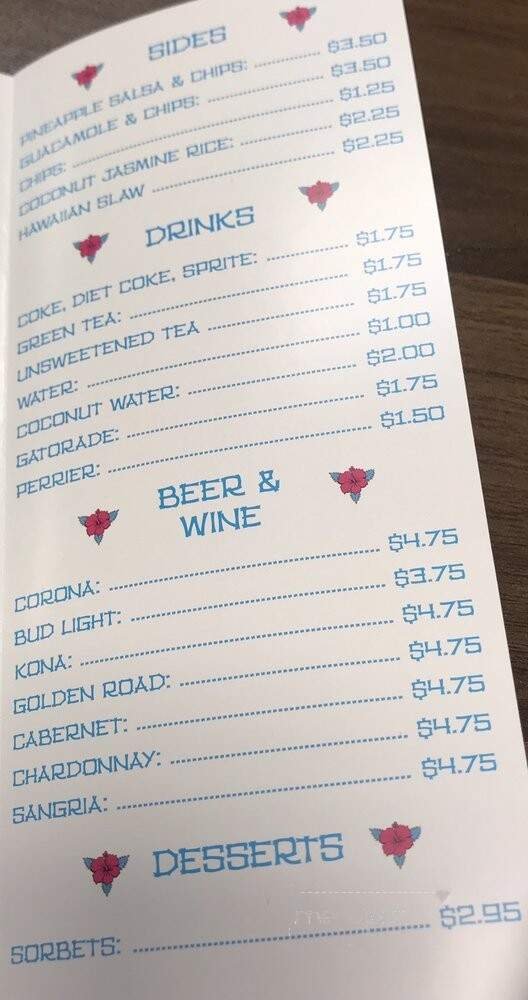 SIDES
PINEAPPLE SALSA & CHIPS: $3.50
GUACAMOLE & CHIPS: $3.50
CHIPS: $1.25
COCONUT JASMINE RICE: $2.25
HAWAIIAN SLAW $2.25
DRINKS
COKE, DIET COKE, SPRITE: $1.75
GREEN TEA: $1.75
UNSWEETENED TEA $1.75
WATER: $1.00
COCONUT WATER: $2.00
GATORADE: $1.75
PERRIER: $1.50
BEER &
WINE
CORONA: $4.75
BUD LIGHT: $3.75
KONA: $4.75
GOLDEN ROAD: $4.75
CABERNET: $4.75
CHARDONNAY: $4.75
SANGRIA: $4.75
DESSERTS
SORBETS: $2.95